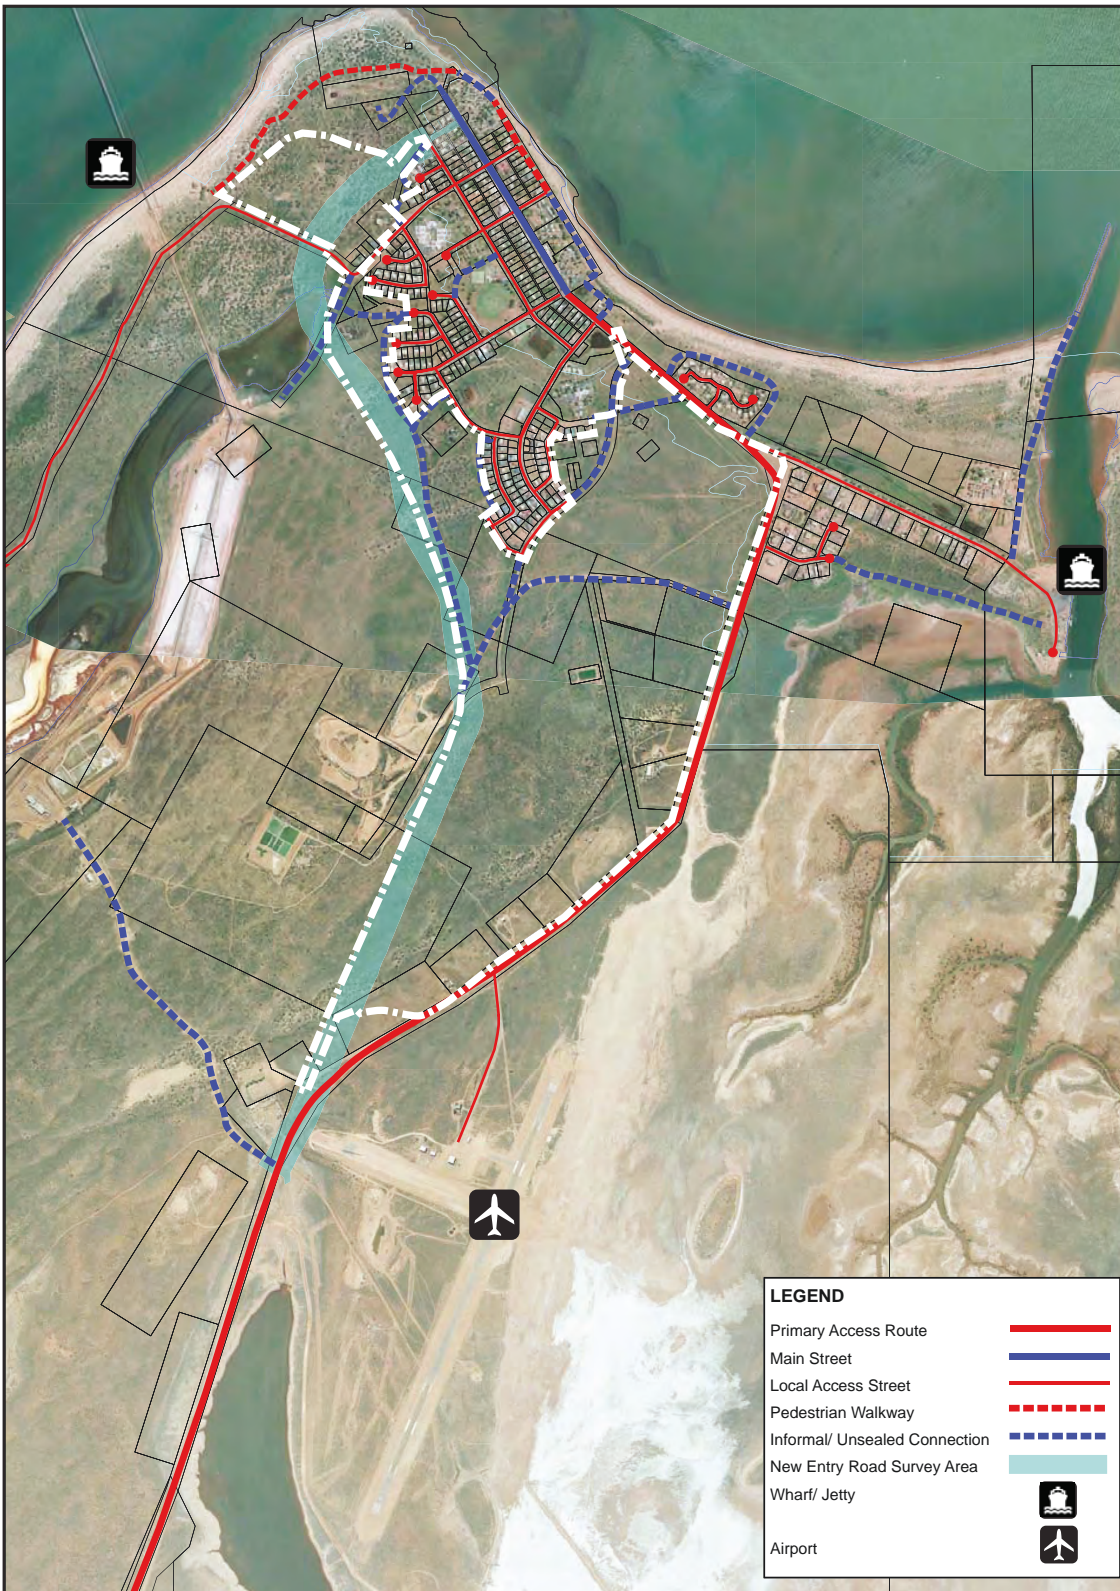 LEGEND
Primary Access Route
Main Street
Local Access Street
Pedestrian Walkway
Informal/ Unsealed Connection
New Entry Road Survey Area
Wharf/ Jetty
Airport